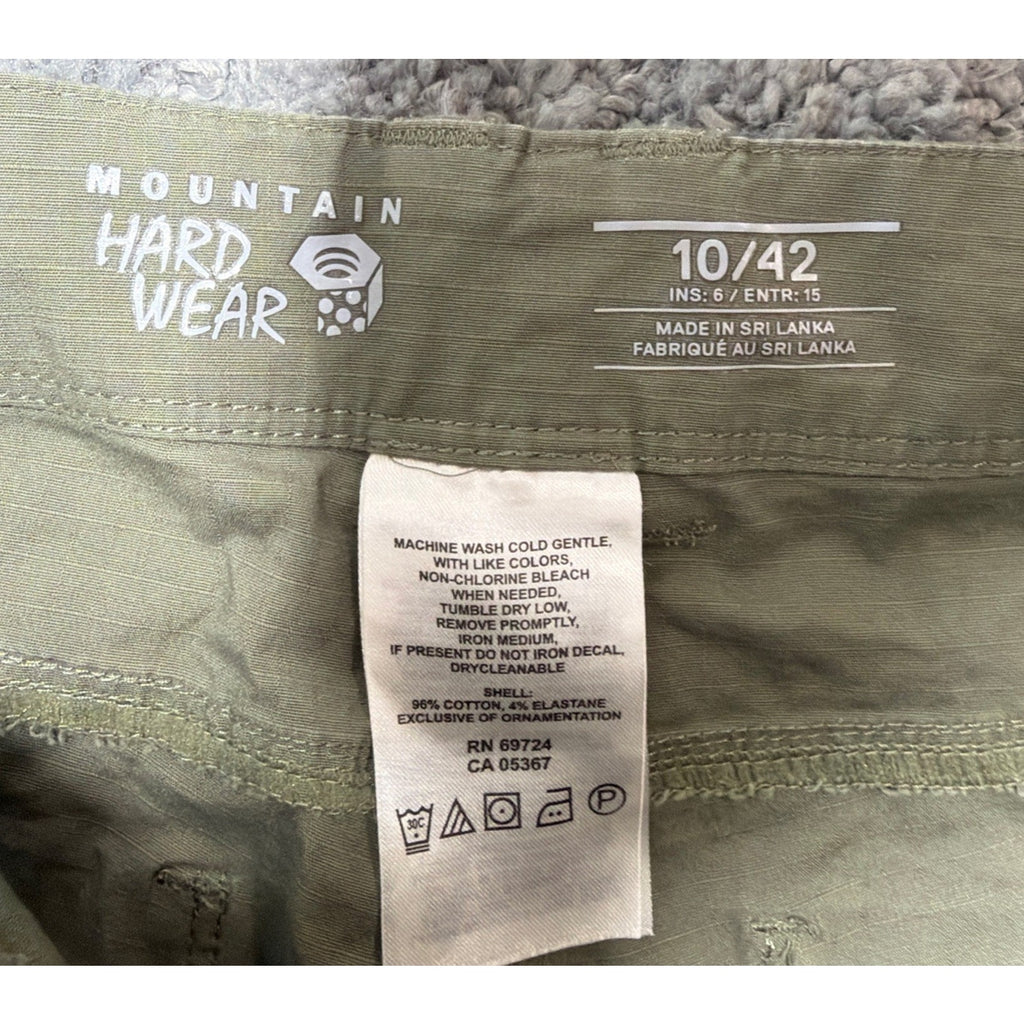 MOUNTAIN
HARD
WEAR
10/42
INS: 6 / ENTR: 15
MADE IN SRI LANKA
FABRIQUÉ AU SRI LANKA
MACHINE WASH COLD GENTLE,
WITH LIKE COLORS,
NON-CHLORINE BLEACH
WHEN NEEDED,
TUMBLE DRY LOW,
REMOVE PROMPTLY,
IRON MEDIUM,
IF PRESENT DO NOT IRON DECAL,
DRYCLEANABLE
SHELL:
96% COTTON, 4% ELASTANE
EXCLUSIVE OF ORNAMENTATION
RN 69724
CA 05367
30C P